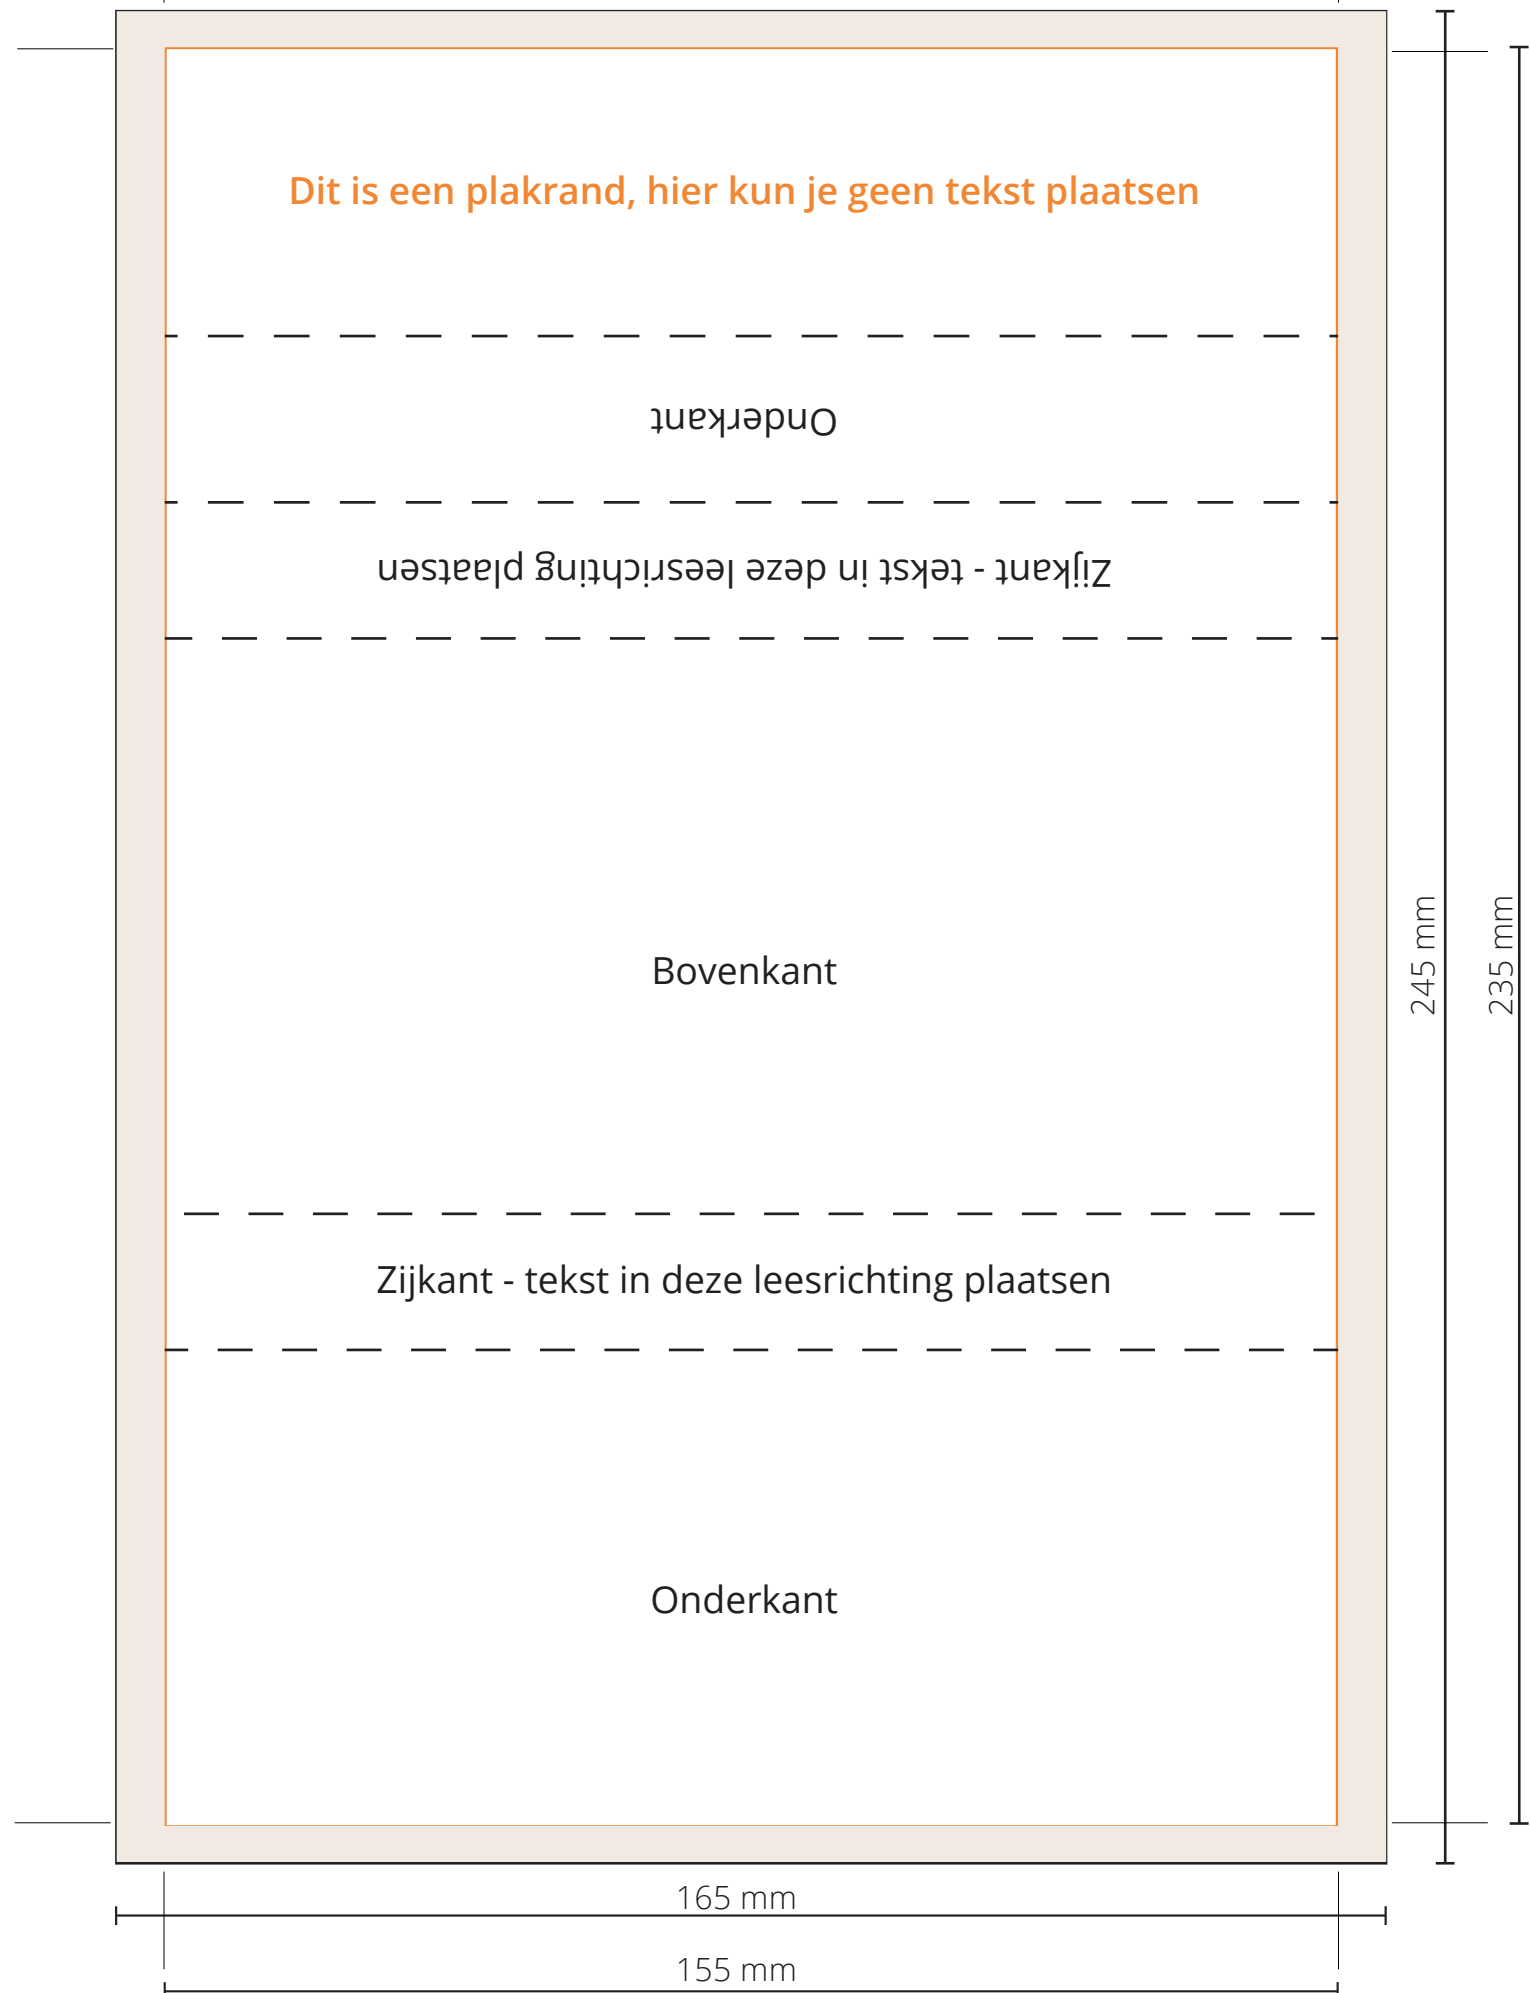 Dit is een plakrand, hier kun je geen tekst plaatsen
Onderkant
Zijkant - tekst in deze leesrichting plaatsen
Bovenkant
Zijkant - tekst in deze leesrichting plaatsen
Onderkant
245 mm
235 mm
165 mm
155 mm